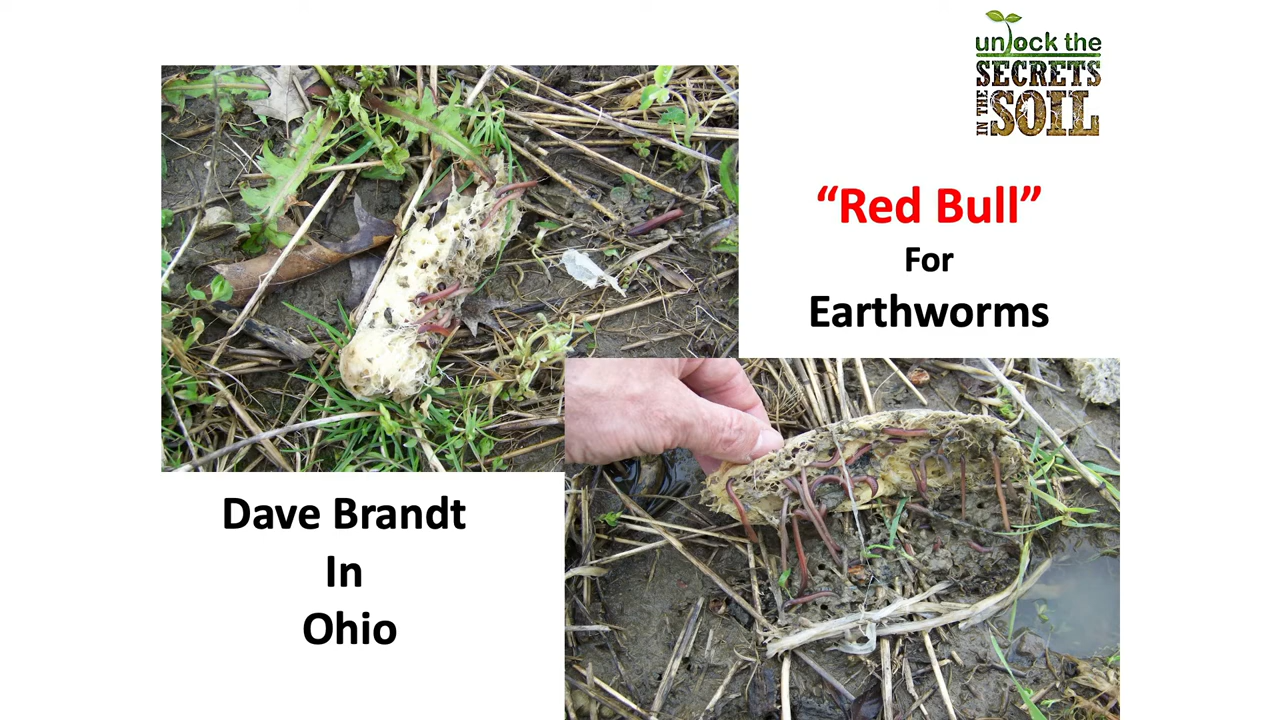 unlock the
SECRETS
IN THE
SOIL
“Red Bull”
For
Earthworms
Dave Brandt
In
Ohio